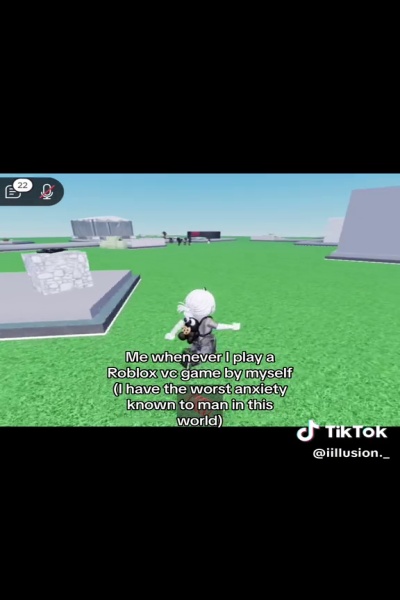 22
Me whenever I play a
Roblox vc game by myself
(I have the worst anxiety
known to man in this
world)
TikTok
@iillusion._